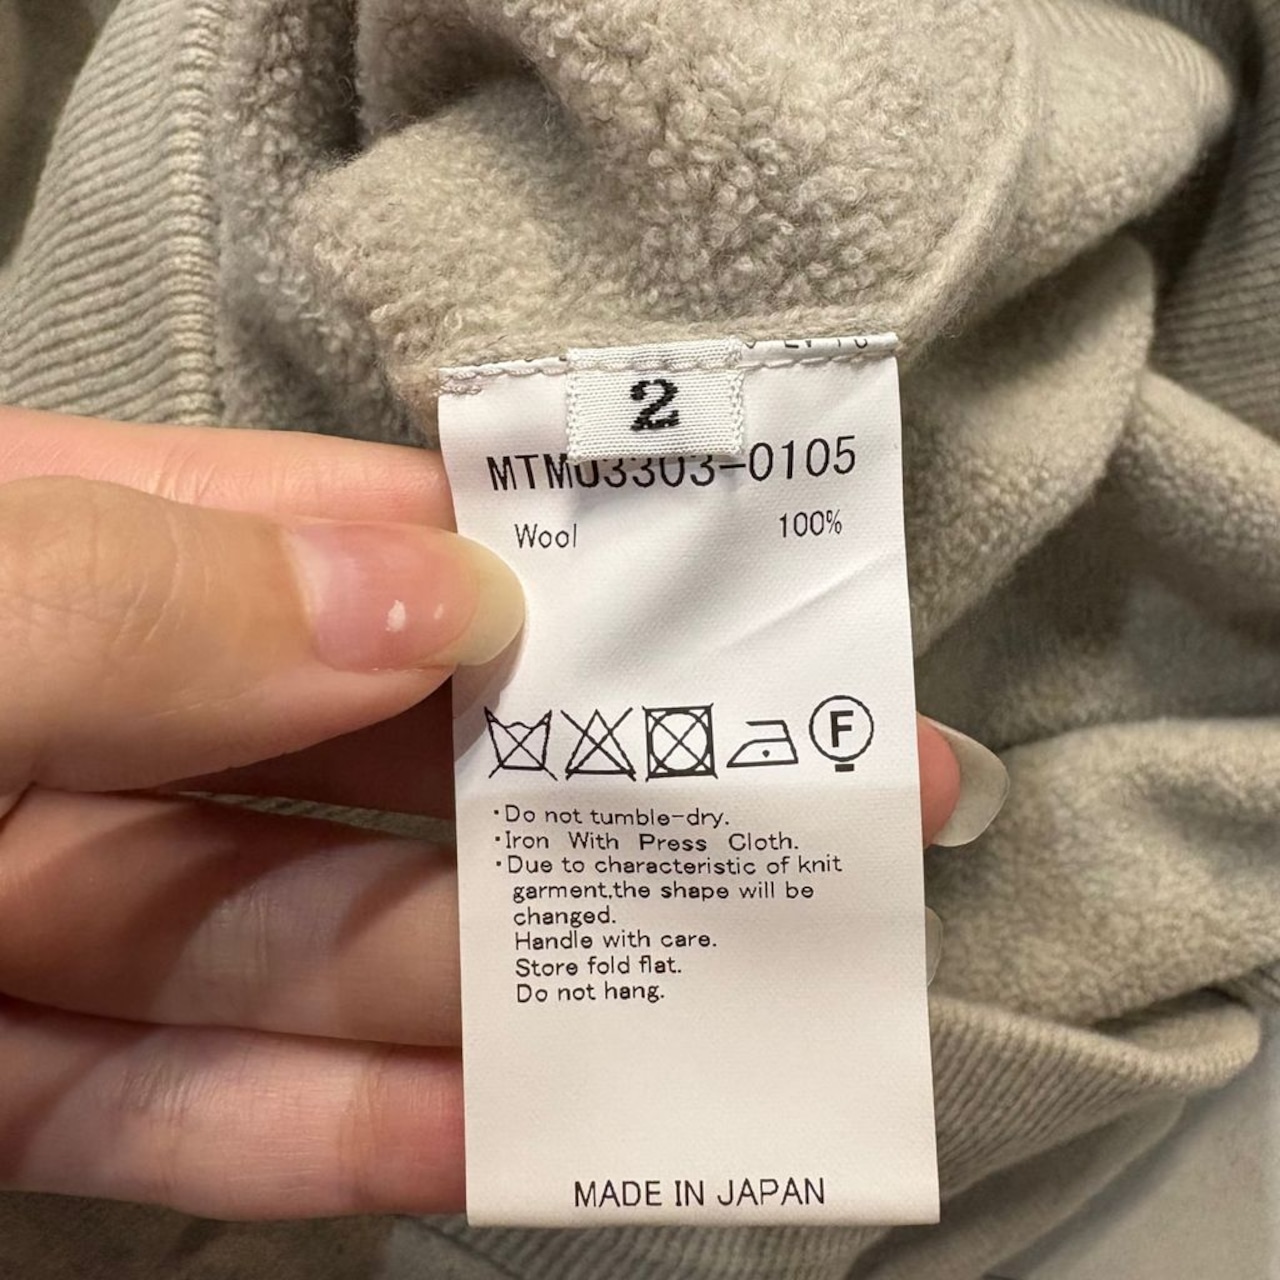 2
MTM03303-0105
Wool 100%
F
・Do not tumble-dry.
・Iron With Press Cloth.
・Due to characteristic of knit
garment,the shape will be
changed.
Handle with care.
Store fold flat.
Do not hang.
MADE IN JAPAN